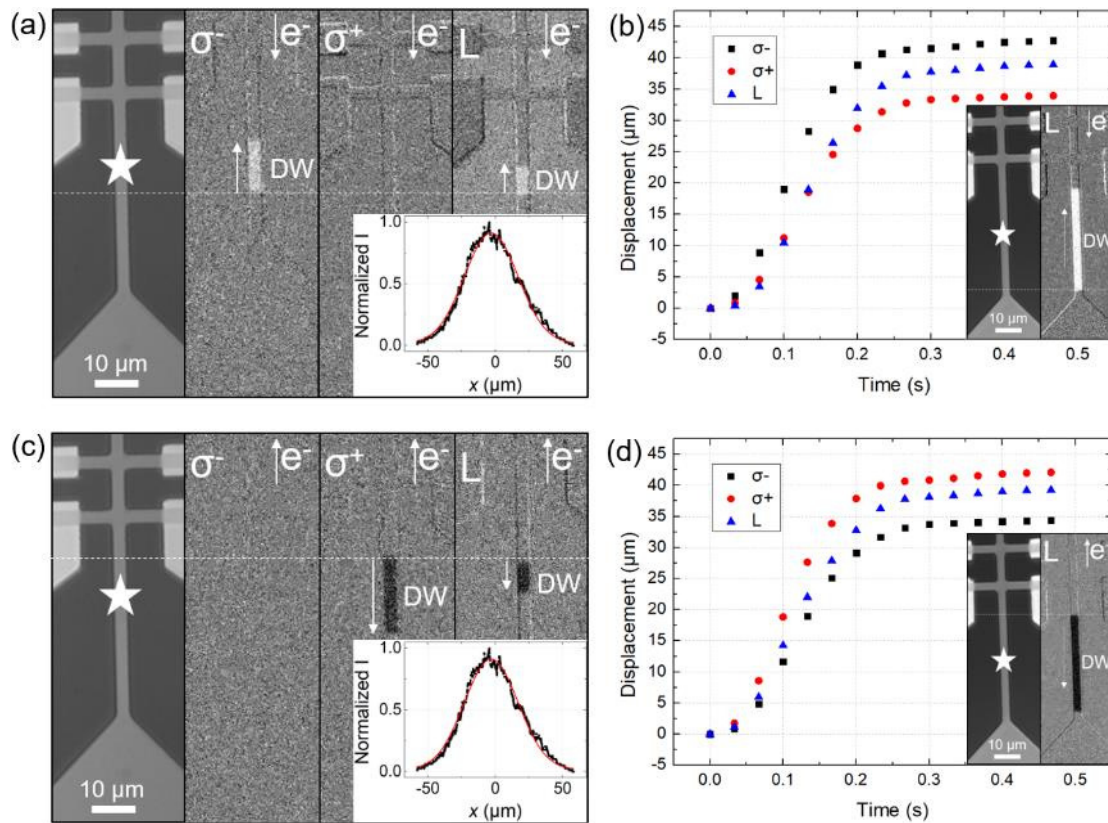 (a)
σ- e- σ+ e- L e-
DW DW
10 µm
Normalized I
1.0
0.5
0.0
-50 0 50
x (µm)
(b)
Displacement (µm)
45
40
35
30
25
20
15
10
5
0
-5
σ-
σ+
L
L e-
DW
10 µm
0.0 0.1 0.2 0.3 0.4 0.5
Time (s)
(c)
σ- e- σ+ e- L e-
DW DW
10 µm
Normalized I
1.0
0.5
0.0
-50 0 50
x (µm)
(d)
Displacement (µm)
45
40
35
30
25
20
15
10
5
0
-5
σ-
σ+
L
L e-
DW
10 µm
0.0 0.1 0.2 0.3 0.4 0.5
Time (s)